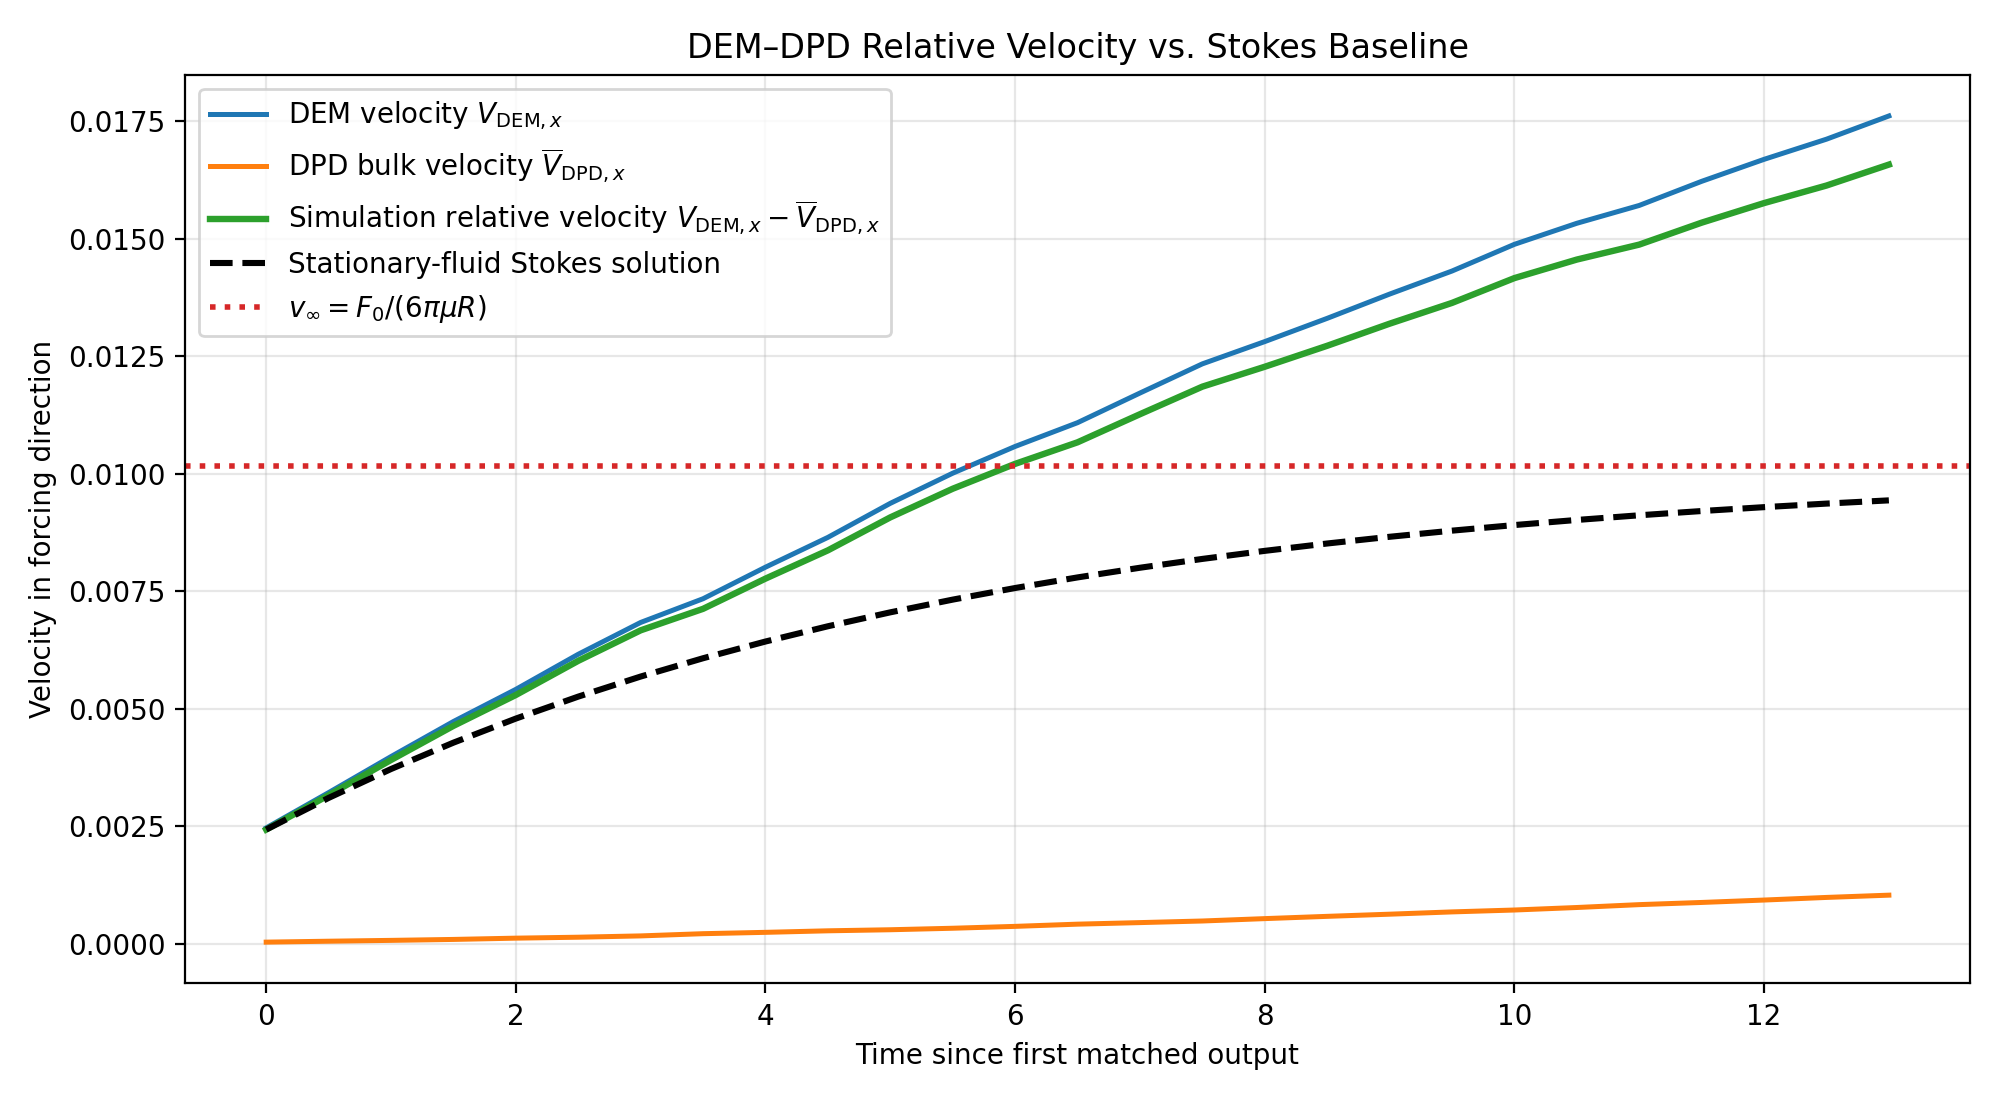 DEM–DPD Relative Velocity vs. Stokes Baseline
DEM velocity V_DEM, x
DPD bulk velocity V̅_DPD, x
Simulation relative velocity V_DEM, x − V̅_DPD, x
Stationary-fluid Stokes solution
v∞ = F₀/(6πμR)
Velocity in forcing direction
0.0175
0.0150
0.0125
0.0100
0.0075
0.0050
0.0025
0.0000
0 2 4 6 8 10 12
Time since first matched output